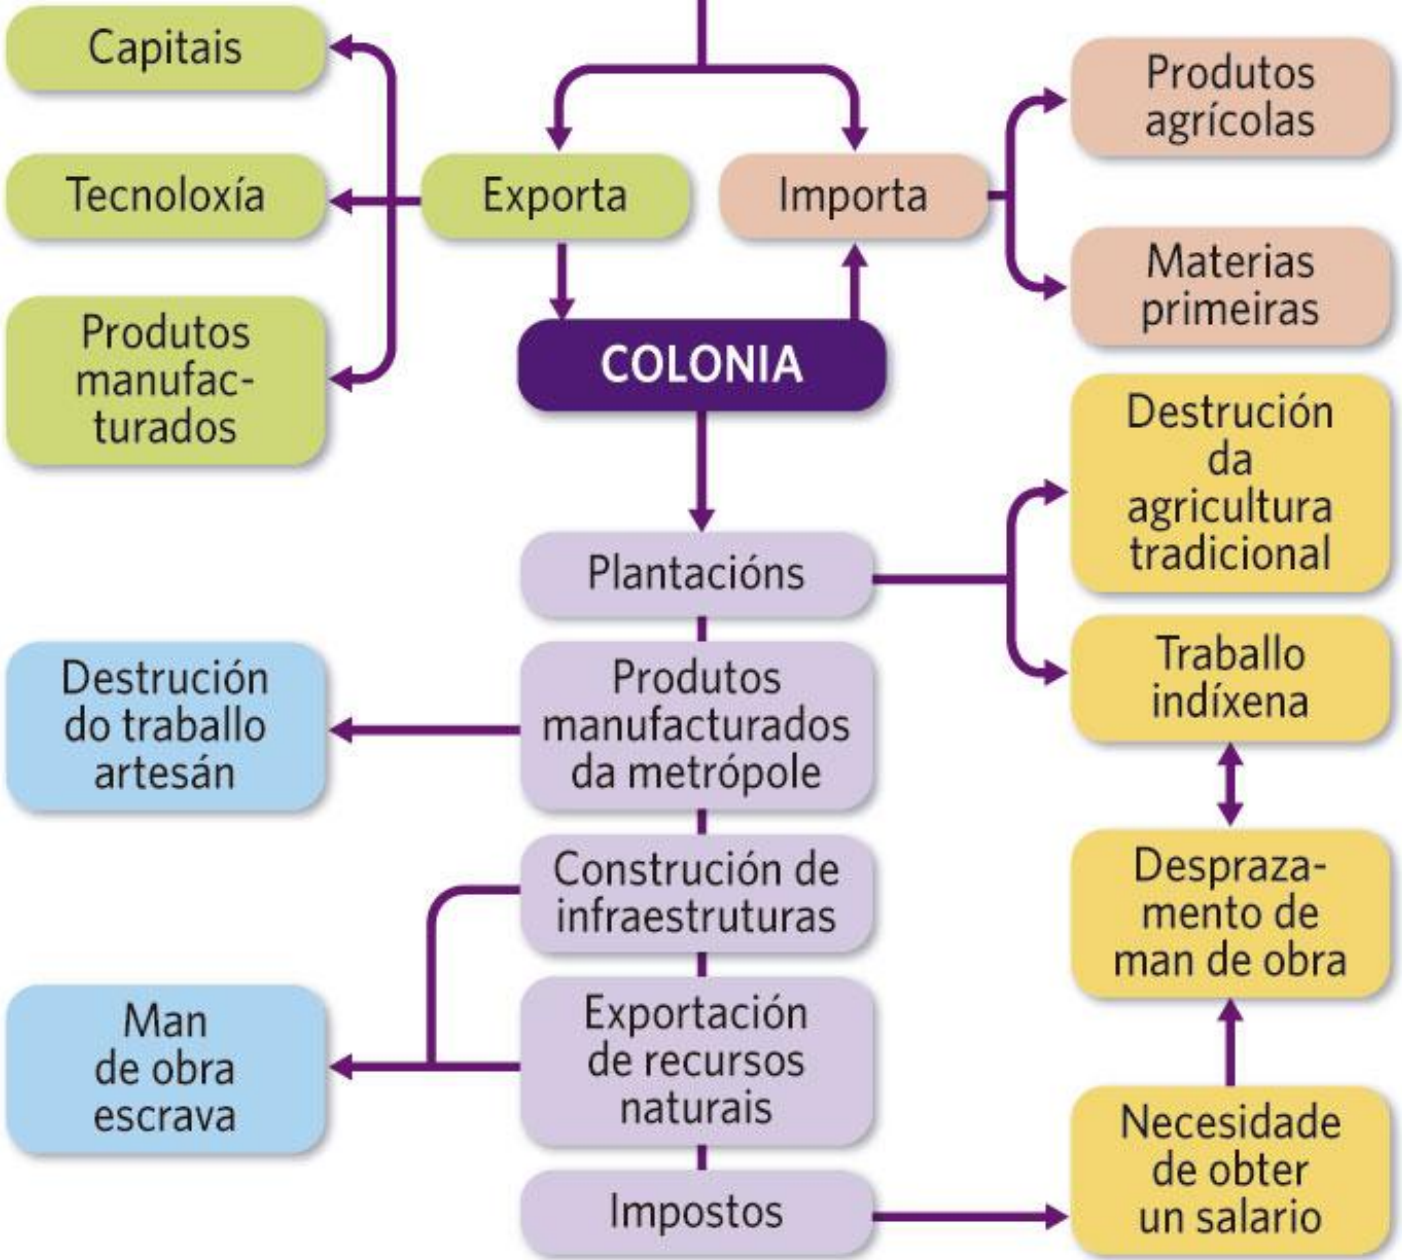 Capitais
Tecnoloxía
Produtos
manufac-
turados
Exporta
Importa
Produtos
agrícolas
Materias
primeiras
COLONIA
Plantacións
Destrución
da
agricultura
tradicional
Traballo
indíxena
Produtos
manufacturados
da metrópole
Destrución
do traballo
artesán
Construción de
infraestruturas
Despraza-
mento de
man de obra
Exportación
de recursos
naturais
Man
de obra
escrava
Impostos
Necesidade
de obter
un salario